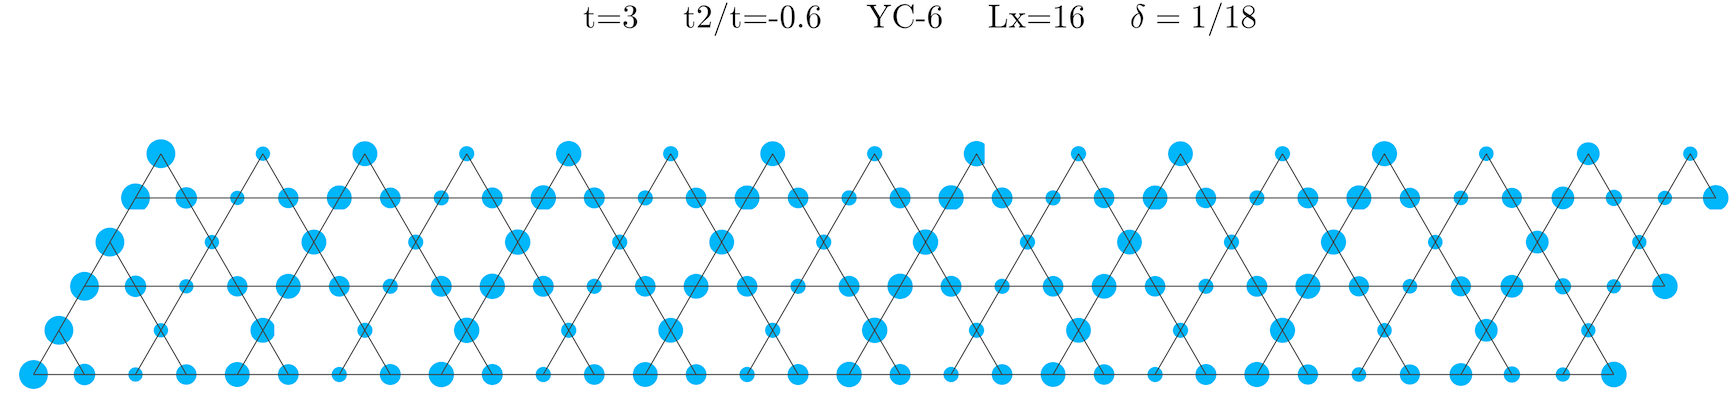 t=3 t2/t=-0.6 YC-6 Lx=16 δ = 1/18